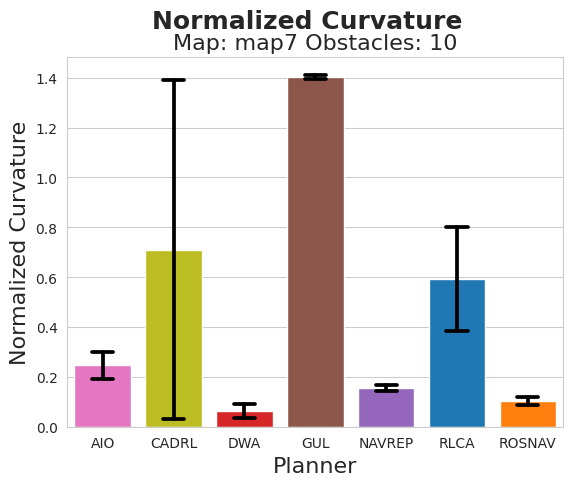 Normalized Curvature
Map: map7 Obstacles: 10
Normalized Curvature
1.4
1.2
1.0
0.8
0.6
0.4
0.2
0.0
AIO CADRL DWA GUL NAVREP RLCA ROSNAV
Planner